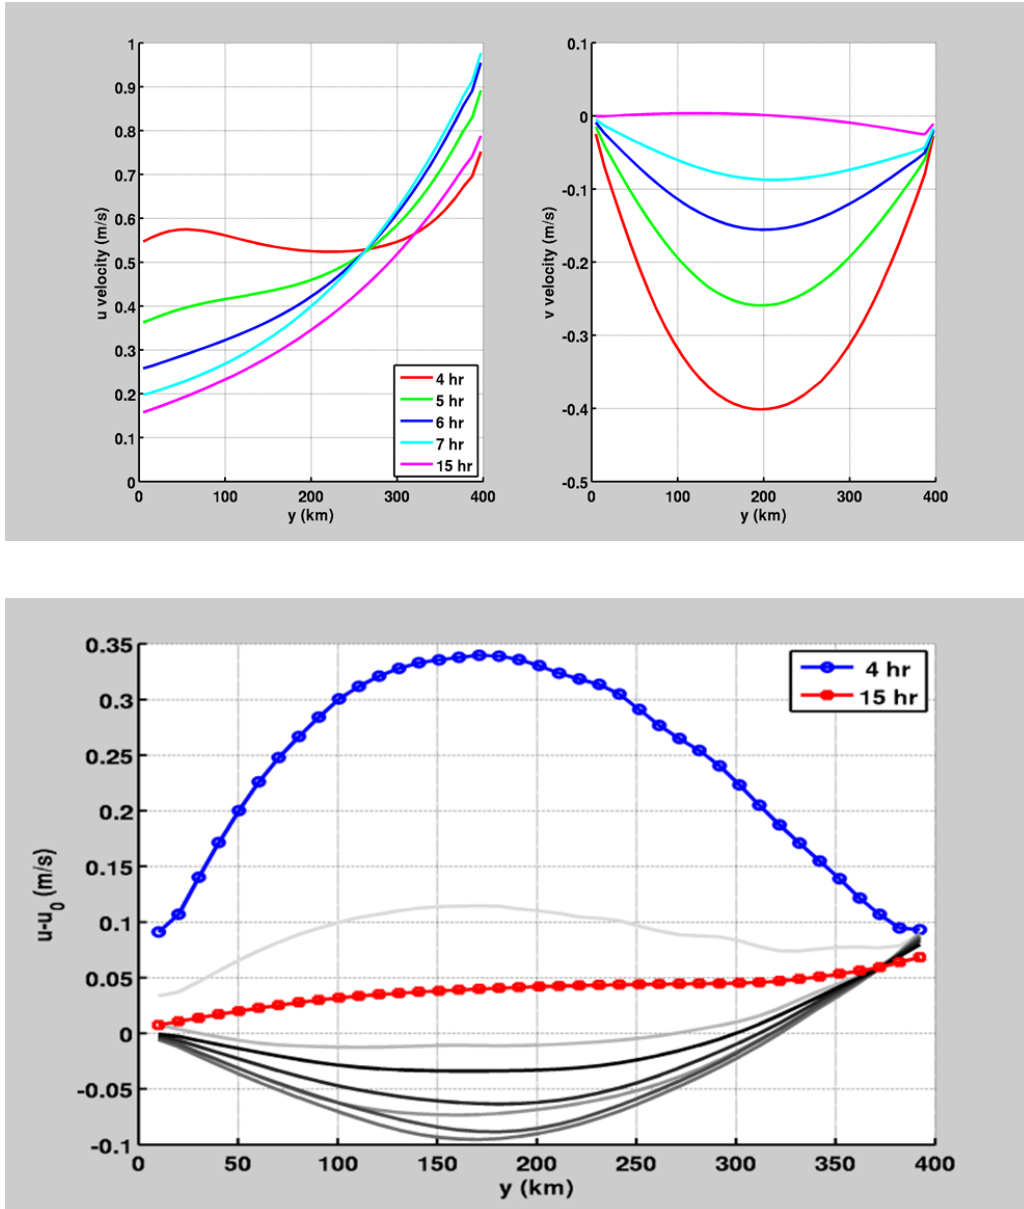 1
0.9
0.8
0.7
0.6
0.5
0.4
0.3
0.2
0.1
0
u velocity (m/s)
0 100 200 300 400
y (km)
4 hr
5 hr
6 hr
7 hr
15 hr
0.1
0
-0.1
-0.2
-0.3
-0.4
-0.5
v velocity (m/s)
0 100 200 300 400
y (km)
0.35
0.3
0.25
0.2
0.15
0.1
0.05
0
-0.05
-0.1
u-u0 (m/s)
0 50 100 150 200 250 300 350 400
y (km)
4 hr
15 hr